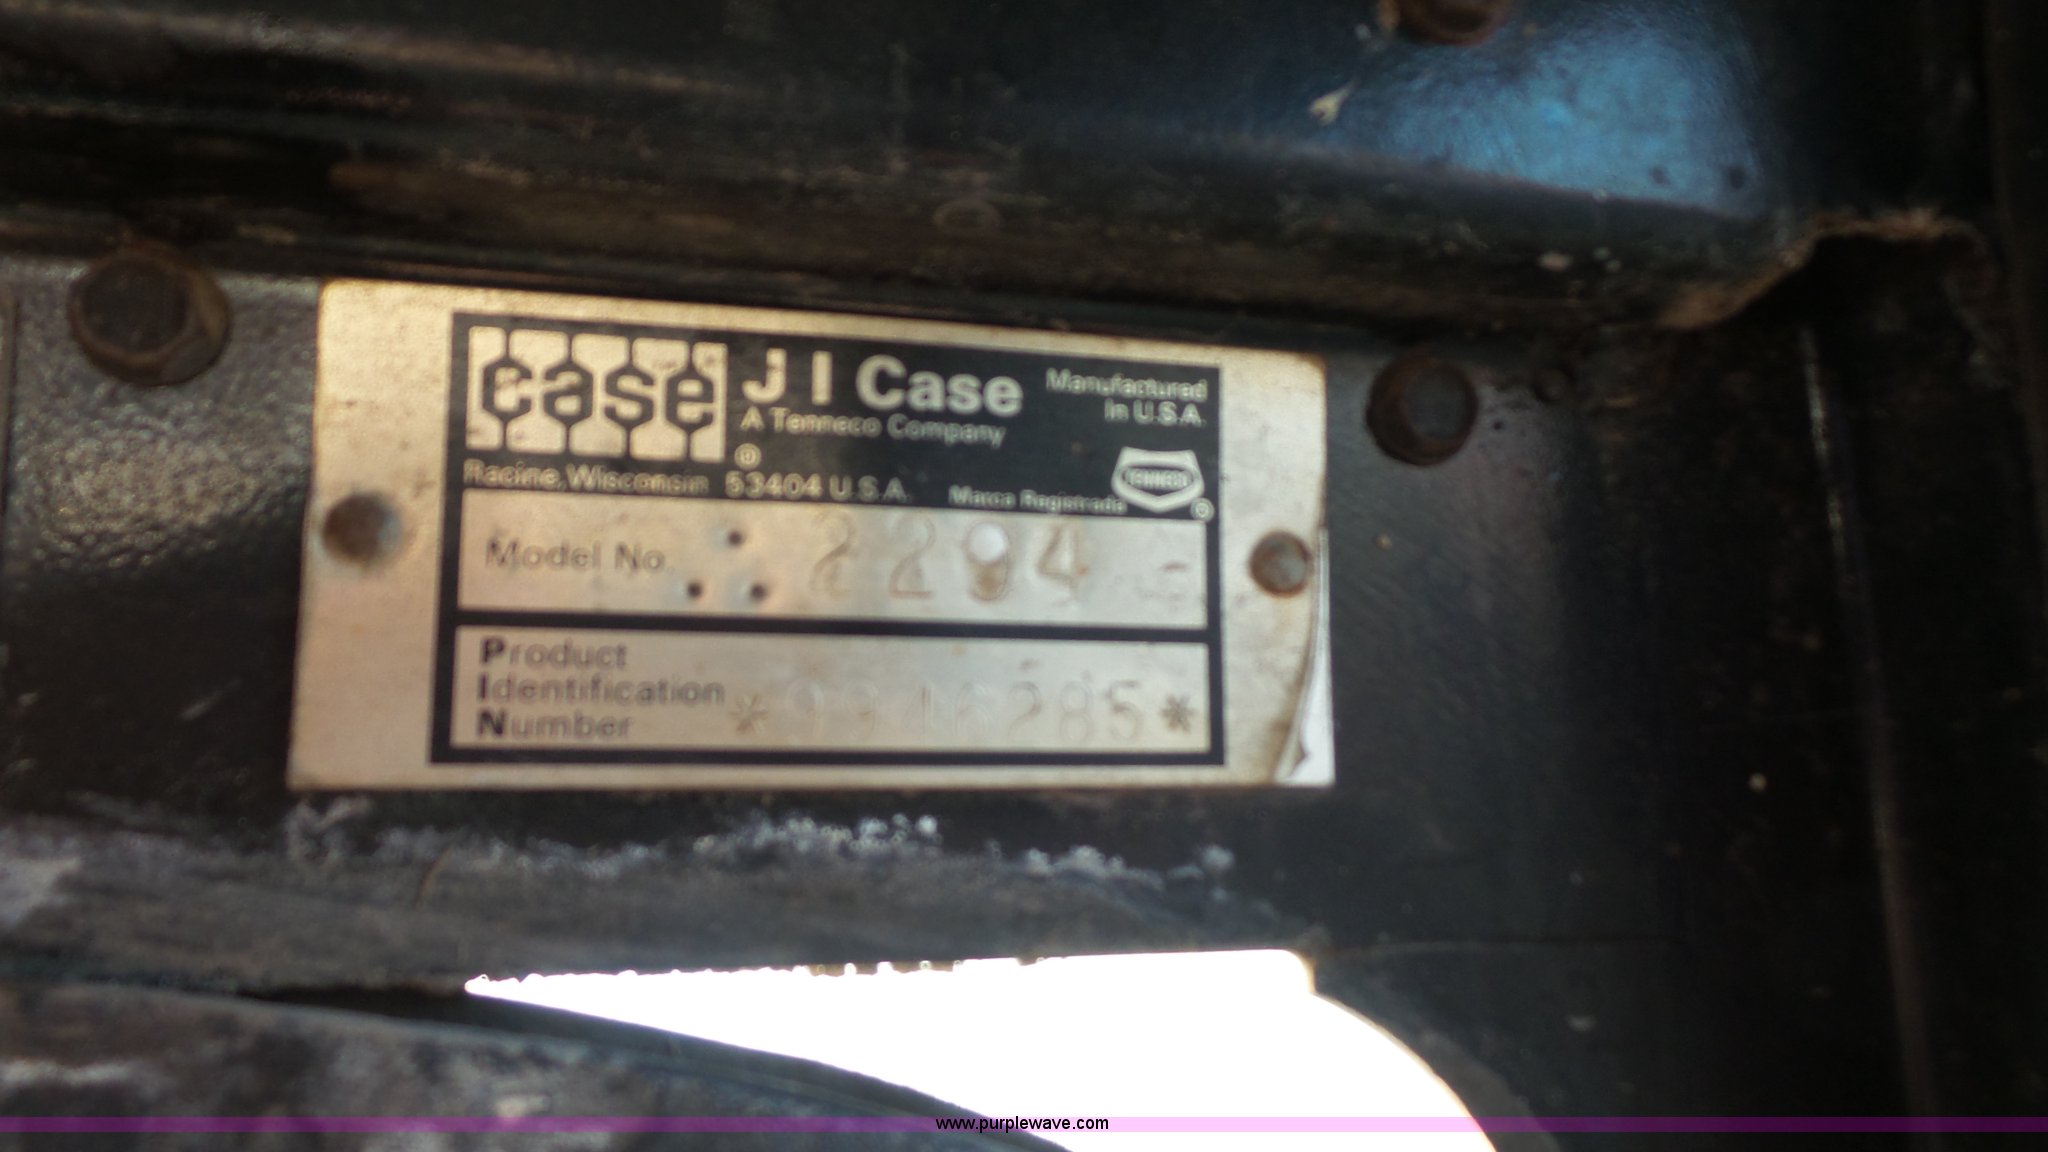 case
J I Case
A Tenneco Company
Manufactured
in U.S.A.
®
Racine, Wisconsin 53404 U.S.A.
Marca Registrada
TENNECO
®
Model No. 2294
Product
Identification
Number
*9946285*
www.purplewave.com